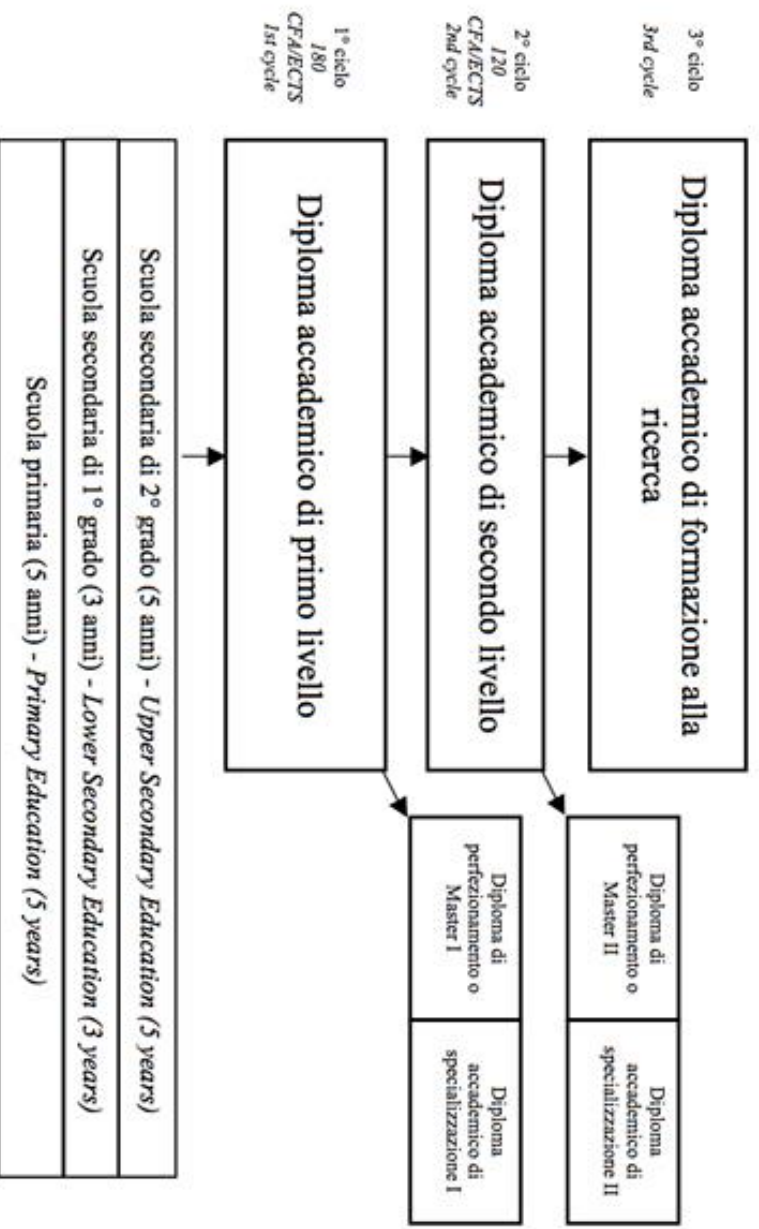 3° ciclo
3rd cycle
Diploma accademico di formazione alla
ricerca
Diploma di
perfezionamento o
Master II
Diploma
accademico di
specializzazione II
2° ciclo
120
CFA/ECTS
2nd cycle
Diploma accademico di secondo livello
Diploma di
perfezionamento o
Master I
Diploma
accademico di
specializzazione I
1° ciclo
180
CFA/ECTS
1st cycle
Diploma accademico di primo livello
Scuola secondaria di 2° grado (5 anni) - Upper Secondary Education (5 years)
Scuola secondaria di 1° grado (3 anni) - Lower Secondary Education (3 years)
Scuola primaria (5 anni) - Primary Education (5 years)